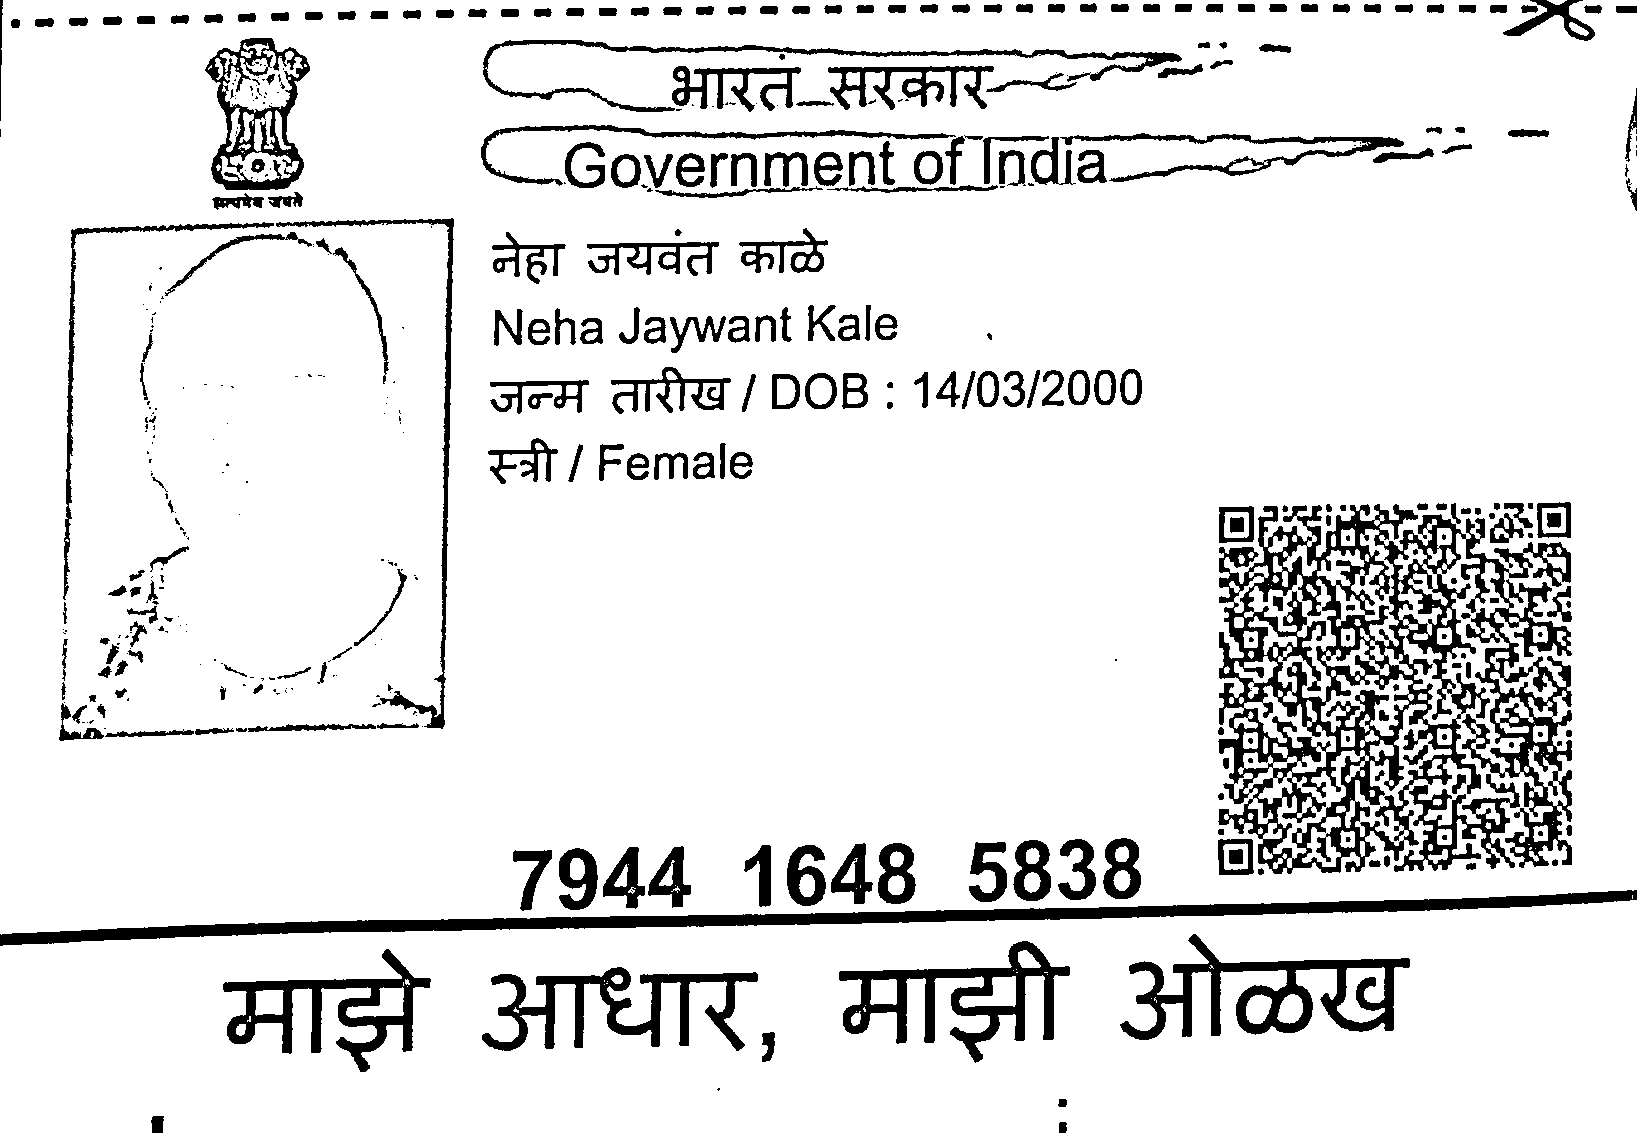 सत्यमेव जयते
भारत सरकार
Government of India
नेहा जयवंत काळे
Neha Jaywant Kale
जन्म तारीख / DOB : 14/03/2000
स्त्री / Female
7944 1648 5838
माझे आधार, माझी ओळख